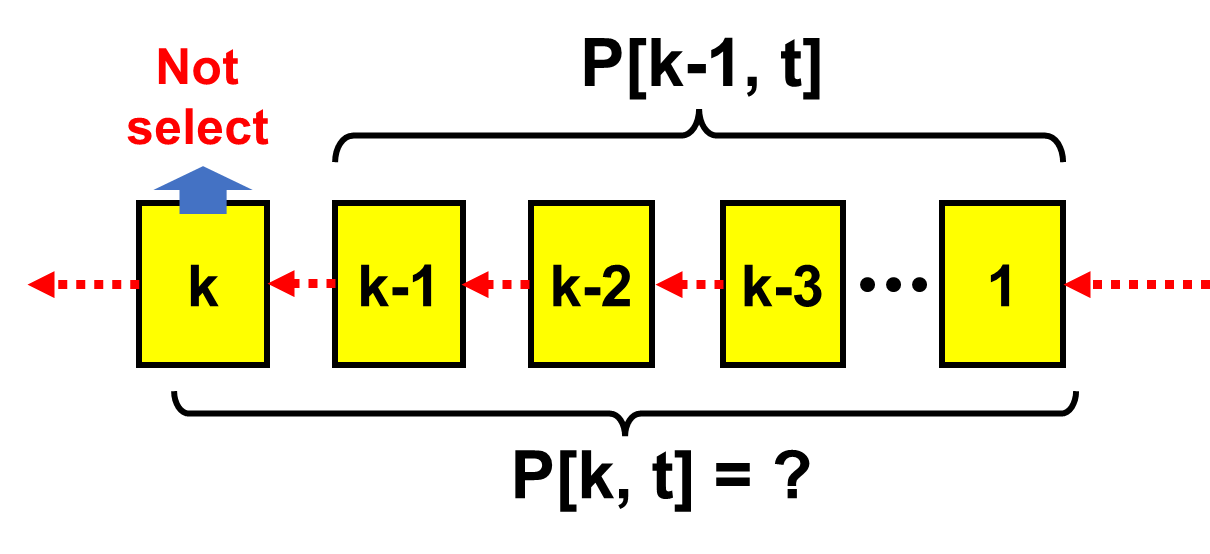 Not
select
P[k-1, t]
k
k-1
k-2
k-3
•••
1
P[k, t] = ?